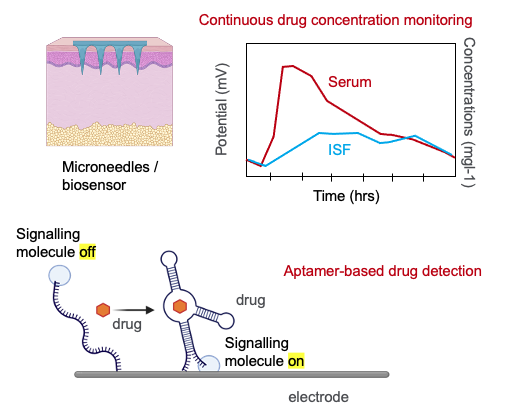 Continuous drug concentration monitoring
Potential (mV)
Concentrations (mgl-1)
Serum
ISF
Time (hrs)
Microneedles /
biosensor
Signalling
molecule off
Aptamer-based drug detection
drug
drug
Signalling
molecule on
electrode